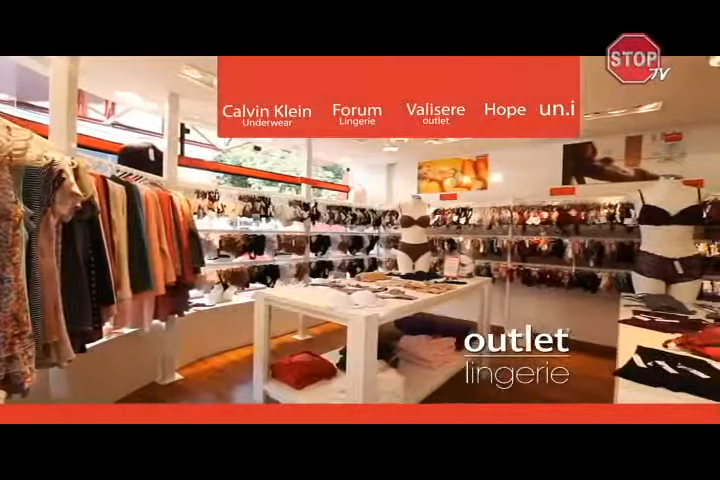 STOP
TV
Calvin Klein Forum Valisere Hope un.i
Underwear Lingerie outlet
outlet
lingerie